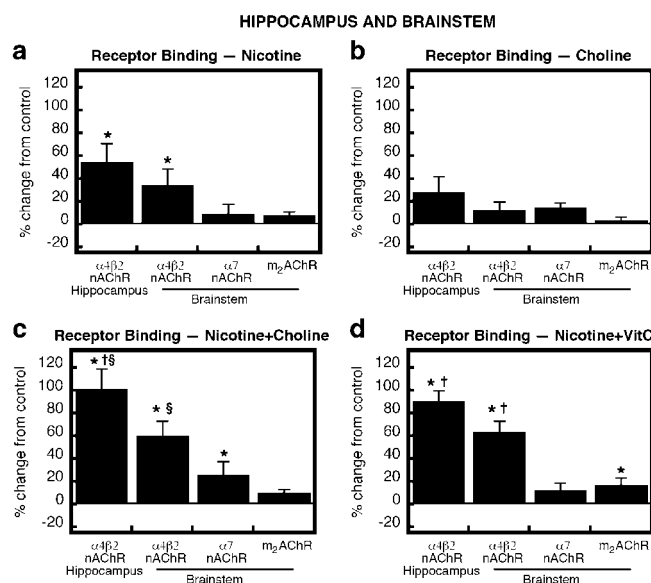 HIPPOCAMPUS AND BRAINSTEM
a
Receptor Binding — Nicotine
% change from control
120
100
80
60
40
20
0
-20
*
*
α4β2
nAChR
Hippocampus
α4β2
nAChR
α7
nAChR
m2AChR
Brainstem
b
Receptor Binding — Choline
% change from control
120
100
80
60
40
20
0
-20
α4β2
nAChR
Hippocampus
α4β2
nAChR
α7
nAChR
m2AChR
Brainstem
c
Receptor Binding — Nicotine+Choline
% change from control
120
100
80
60
40
20
0
-20
*†§
*§
*
α4β2
nAChR
Hippocampus
α4β2
nAChR
α7
nAChR
m2AChR
Brainstem
d
Receptor Binding — Nicotine+VitC
% change from control
120
100
80
60
40
20
0
-20
*†
*†
*
α4β2
nAChR
Hippocampus
α4β2
nAChR
α7
nAChR
m2AChR
Brainstem